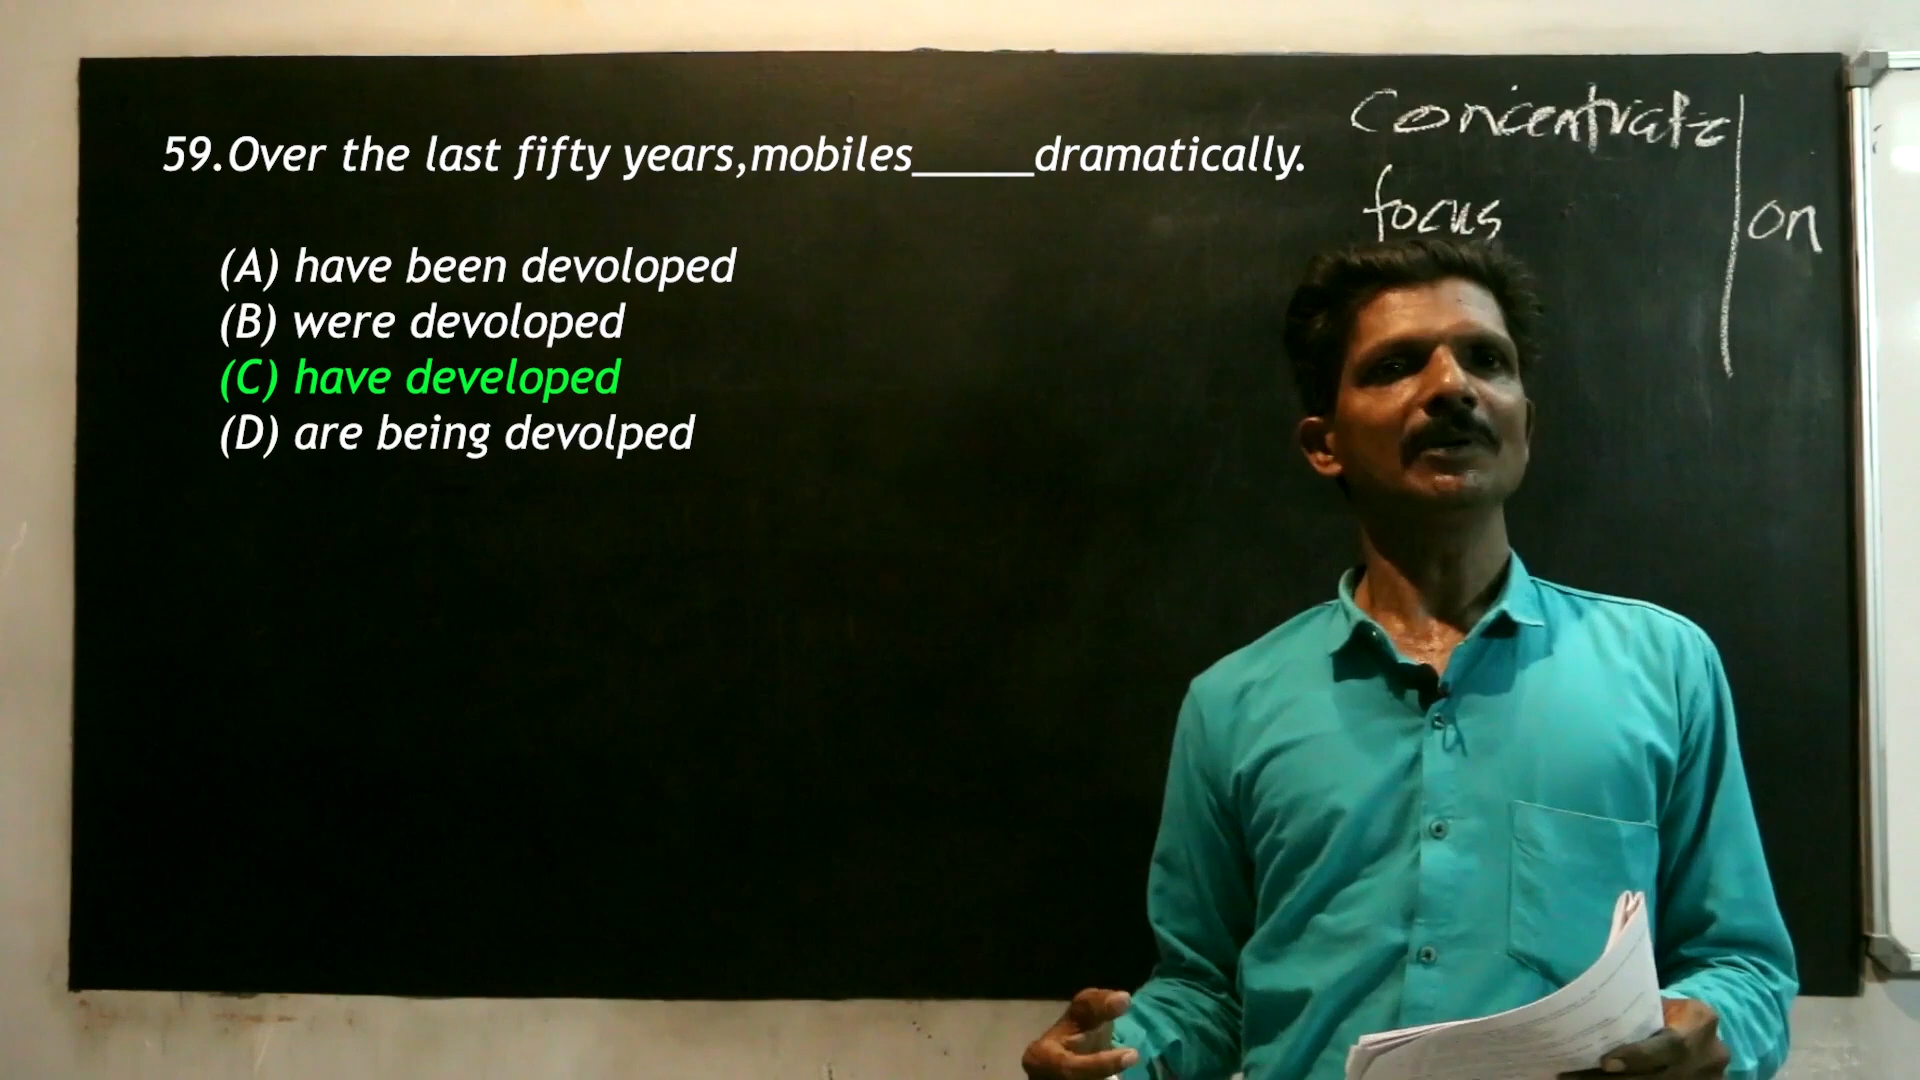 59.Over the last fifty years,mobiles_____dramatically.
(A) have been devoloped
(B) were devoloped
(C) have developed
(D) are being devolped
Concentrate
focus
on